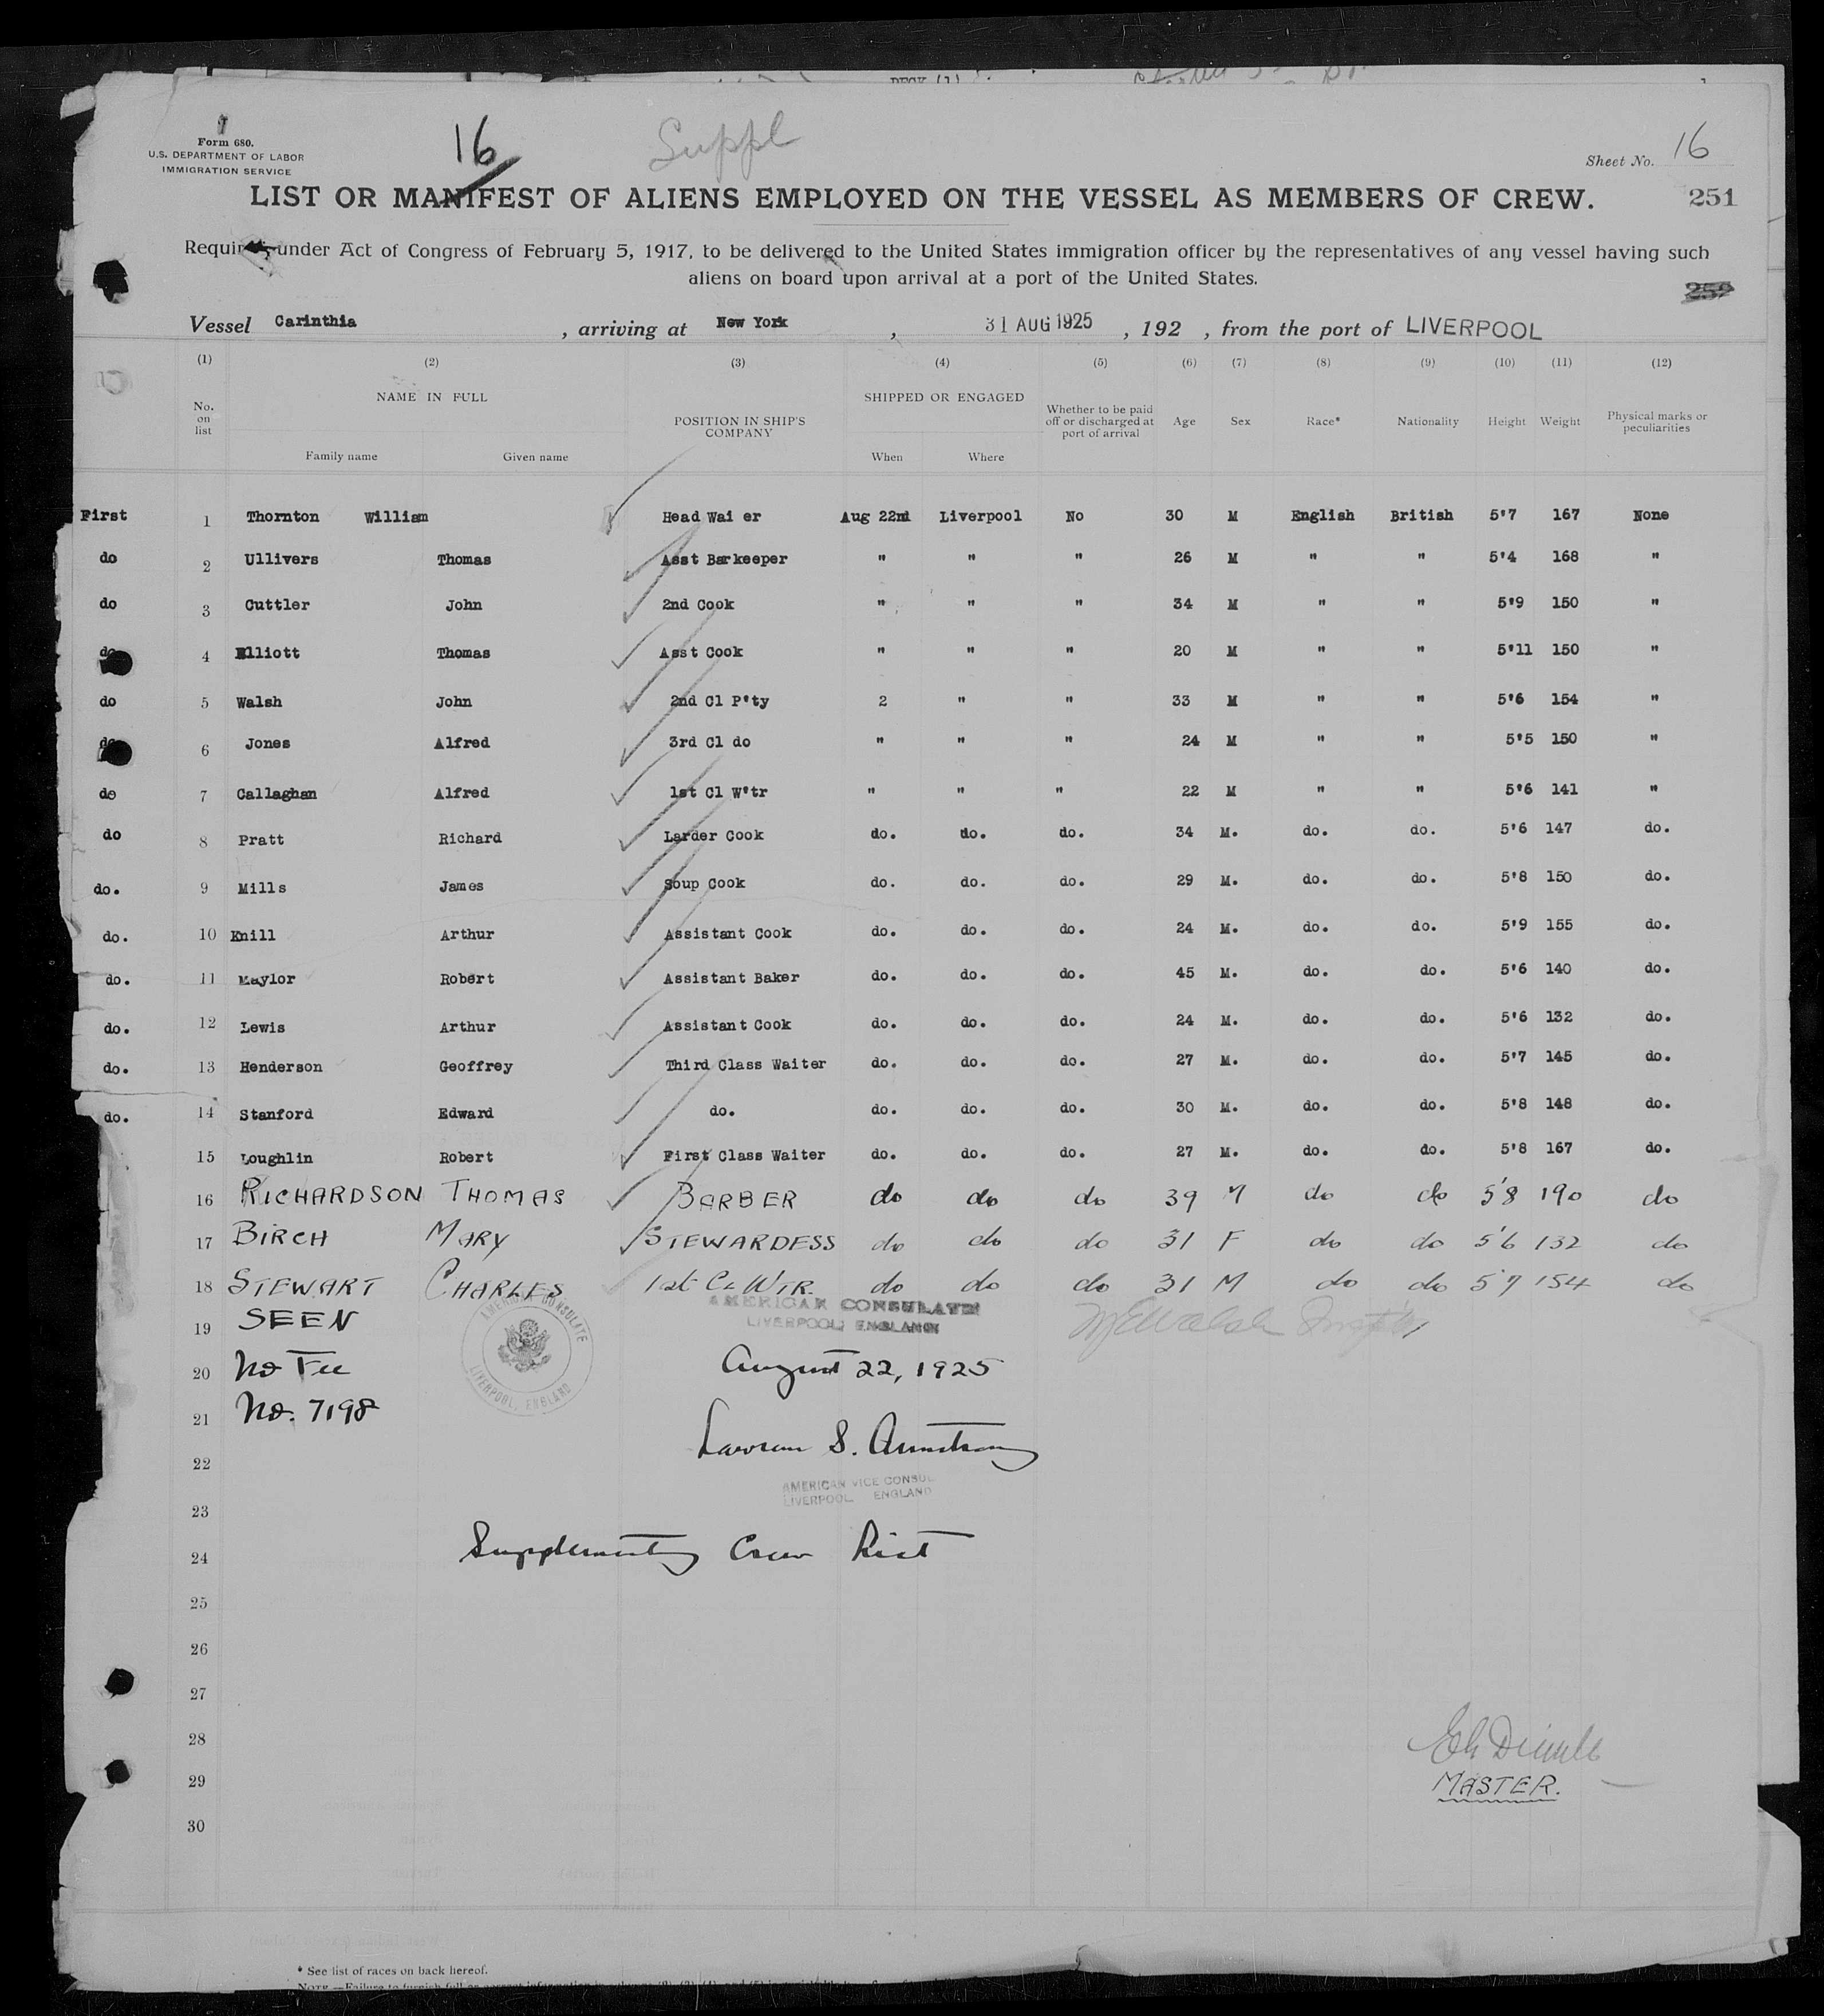 DECK (1)
Form 680.
U.S. DEPARTMENT OF LABOR
IMMIGRATION SERVICE
16
Suppl
Sheet No. 16
LIST OR MANIFEST OF ALIENS EMPLOYED ON THE VESSEL AS MEMBERS OF CREW. 251
under Act of Congress of February 5, 1917, to be delivered to the United States immigration officer by the representatives of any vessel having such
aliens on board upon arrival at a port of the United States.
Vessel Carinthia , arriving at New York , 31 AUG 1925 , 192 , from the port of LIVERPOOL
(1) (2) (3) (4) (5) (6) (7) (8) (9) (10) (11) (12)
No. on list NAME IN FULL Family name Given name POSITION IN SHIP'S COMPANY SHIPPED OR ENGAGED When Where Whether to be paid off or discharged at port of arrival Age Sex Race* Nationality Height Weight Physical marks or peculiarities
First 1 Thornton William Head Wai er Aug 22nd Liverpool No 30 M English British 5'7 167 None
do 2 Ullivers Thomas Asst Barkeeper " " " 26 M " " 5'4 168 "
do 3 Cuttler John 2nd Cook " " " 34 M " " 5'9 150 "
do 4 Elliott Thomas Asst Cook " " " 20 M " " 5'11 150 "
do 5 Walsh John 2nd Cl P'ty 2 " " 33 M " " 5'6 154 "
do 6 Jones Alfred 3rd Cl do " " " 24 M " " 5'5 150 "
do 7 Callaghan Alfred 1st Cl W'tr " " " 22 M " " 5'6 141 "
do 8 Pratt Richard Larder Cook do. do. do. 34 M. do. do. 5'6 147 do.
do. 9 Mills James Soup Cook do. do. do. 29 M. do. do. 5'8 150 do.
do. 10 Knill Arthur Assistant Cook do. do. do. 24 M. do. do. 5'9 155 do.
do. 11 Maylor Robert Assistant Baker do. do. do. 45 M. do. do. 5'6 140 do.
do. 12 Lewis Arthur Assistant Cook do. do. do. 24 M. do. do. 5'6 132 do.
do. 13 Henderson Geoffrey Third Class Waiter do. do. do. 27 M. do. do. 5'7 145 do.
do. 14 Stanford Edward do. do. do. do. 30 M. do. do. 5'8 148 do.
15 Loughlin Robert First Class Waiter do. do. do. 27 M. do. do. 5'8 167 do.
16 RICHARDSON THOMAS BARBER do do do 39 M do do 5'8 190 do
17 BIRCH MARY STEWARDESS do do do 31 F do do 5'6 132 do
18 STEWART CHARLES 1st CL WTR. do do do 31 M do do 5'7 154 do
19 SEEN
AMERICAN CONSULATE
LIVERPOOL, ENGLAND
AMERICAN CONSULATE
LIVERPOOL, ENGLAND
20 No Fee August 22, 1925
21 No. 7198
22 S. Armstrong
AMERICAN VICE CONSUL
LIVERPOOL ENGLAND
23
24 Supplementary Crew List
25
26
27
28
29 MASTER.
30
* See list of races on back hereof.